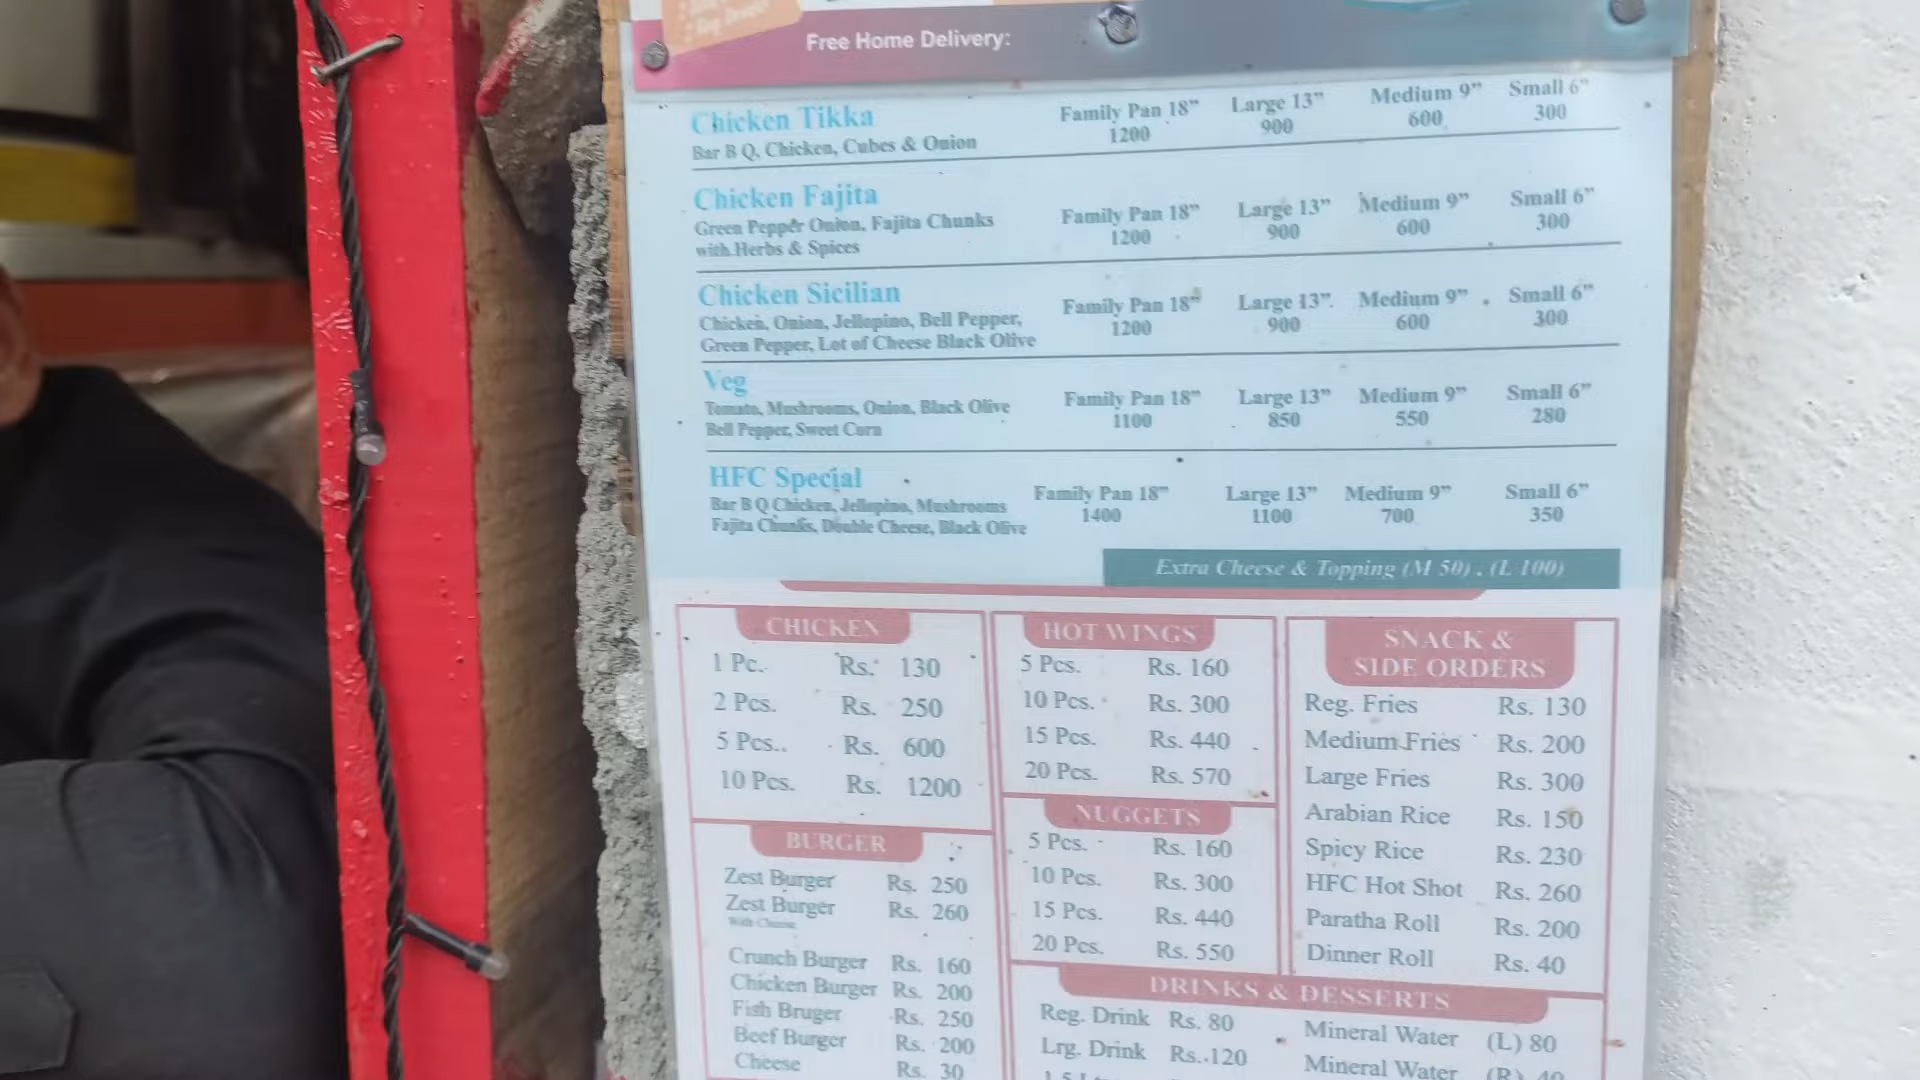 Free Home Delivery:
Chicken Tikka
Bar B Q, Chicken, Cubes & Onion
Family Pan 18” Large 13” Medium 9” Small 6”
1200 900 600 300
Chicken Fajita
Green Pepper Onion, Fajita Chunks
with Herbs & Spices
Family Pan 18” Large 13” Medium 9” Small 6”
1200 900 600 300
Chicken Sicilian
Chicken, Onion, Jellopino, Bell Pepper,
Green Pepper, Lot of Cheese Black Olive
Family Pan 18” Large 13” Medium 9” Small 6”
1200 900 600 300
Veg
Tomato, Mushrooms, Onion, Black Olive
Bell Pepper, Sweet Corn
Family Pan 18” Large 13” Medium 9” Small 6”
1100 850 550 280
HFC Special
Bar B Q Chicken, Jellopino, Mushrooms
Fajita Chunks, Double Cheese, Black Olive
Family Pan 18” Large 13” Medium 9” Small 6”
1400 1100 700 350
Extra Cheese & Topping (M 50) . (L 100)
CHICKEN
1 Pc. Rs. 130
2 Pcs. Rs. 250
5 Pcs. Rs. 600
10 Pcs. Rs. 1200
BURGER
Zest Burger Rs. 250
Zest Burger Rs. 260
With Cheese
Crunch Burger Rs. 160
Chicken Burger Rs. 200
Fish Bruger Rs. 250
Beef Burger Rs. 200
Cheese Rs. 30
HOT WINGS
5 Pcs. Rs. 160
10 Pcs. Rs. 300
15 Pcs. Rs. 440
20 Pcs. Rs. 570
NUGGETS
5 Pcs. Rs. 160
10 Pcs. Rs. 300
15 Pcs. Rs. 440
20 Pcs. Rs. 550
SNACK &
SIDE ORDERS
Reg. Fries Rs. 130
Medium Fries Rs. 200
Large Fries Rs. 300
Arabian Rice Rs. 150
Spicy Rice Rs. 230
HFC Hot Shot Rs. 260
Paratha Roll Rs. 200
Dinner Roll Rs. 40
DRINKS & DESSERTS
Reg. Drink Rs. 80
Lrg. Drink Rs. 120
Mineral Water (L) 80
Mineral Water